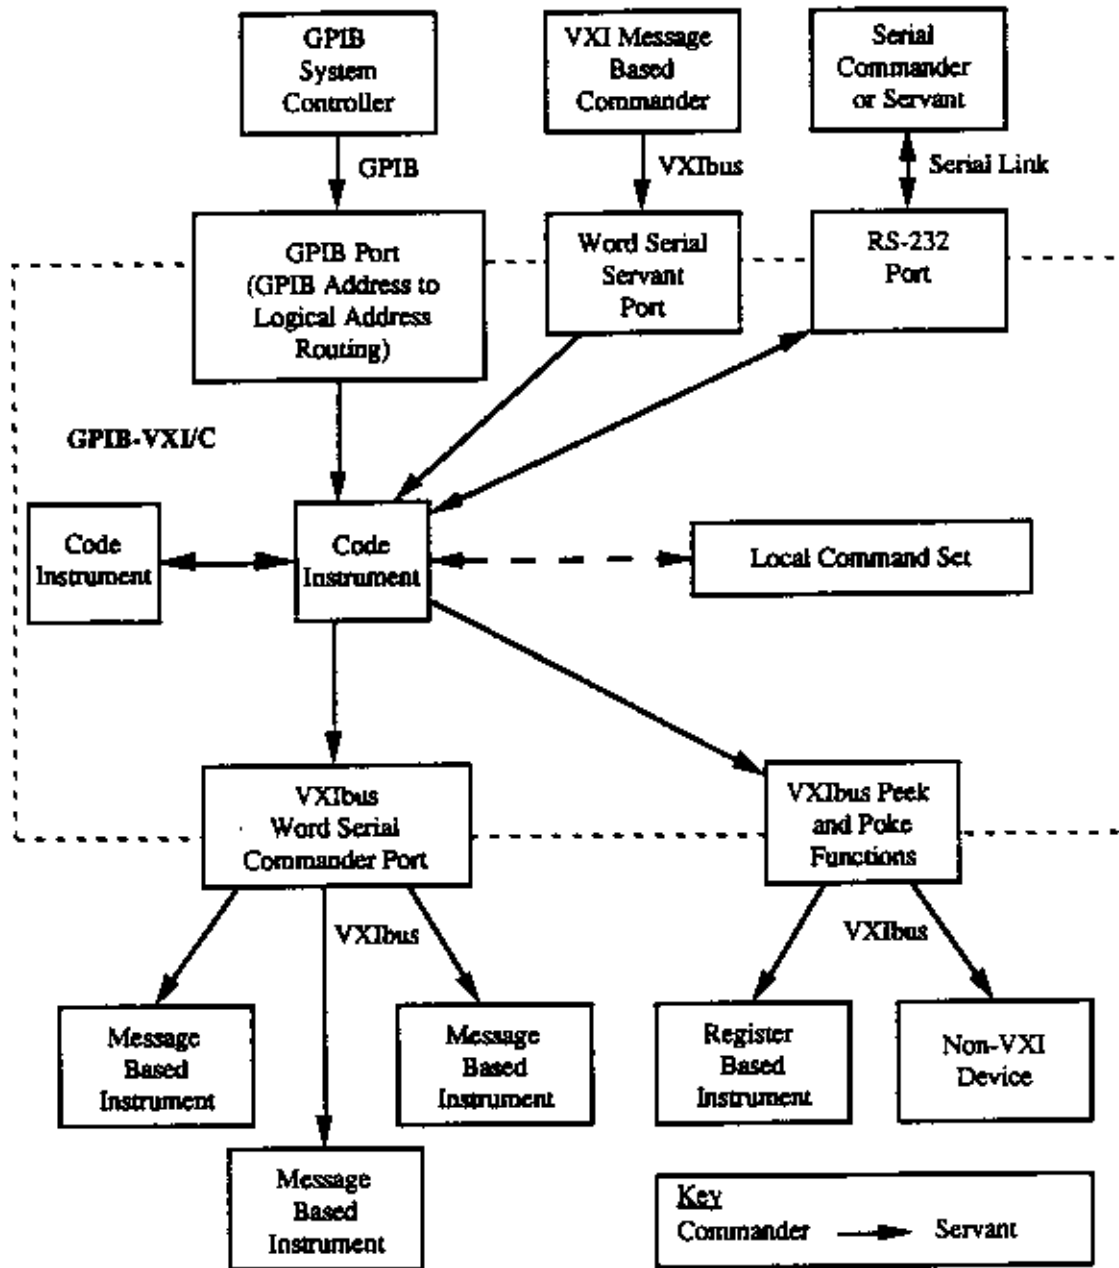 GPIB
System
Controller
VXI Message
Based
Commander
Serial
Commander
or Servant
GPIB
VXIbus
Serial Link
GPIB Port
(GPIB Address to
Logical Address
Routing)
Word Serial
Servant
Port
RS-232
Port
GPIB-VXI/C
Code
Instrument
Code
Instrument
Local Command Set
VXIbus
Word Serial
Commander Port
VXIbus Peek
and Poke
Functions
VXIbus
VXIbus
Message
Based
Instrument
Message
Based
Instrument
Message
Based
Instrument
Register
Based
Instrument
Non-VXI
Device
Key
Commander Servant